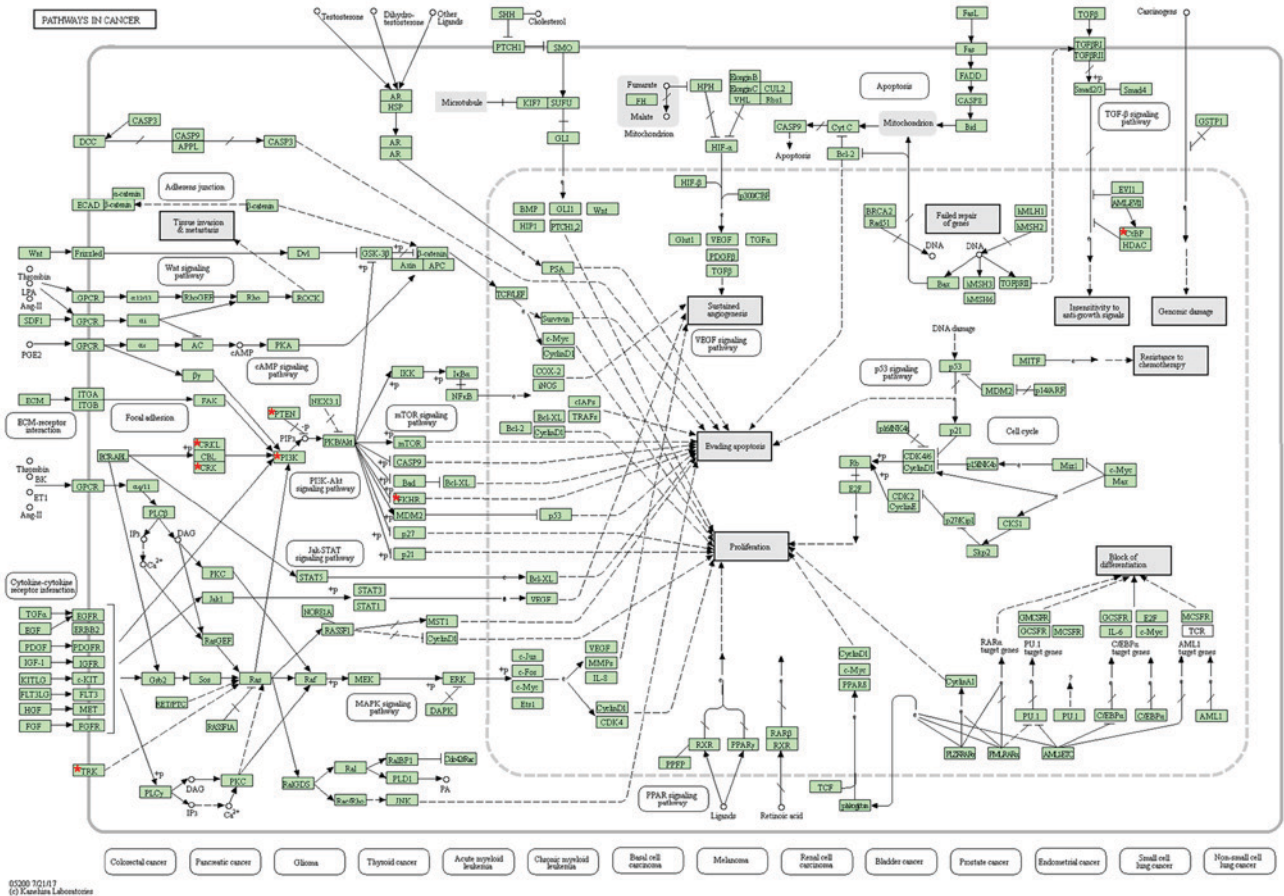 PATHWAYS IN CANCER
Testosterone
Dihydro-
testosterone
Other
Ligands
SHH
Cholesterol
PTCH1
SMO
FasL
TGFβ
Carcinogens
Fas
TGFβRI
TGFβRII
AR
HSP
Microtubule
KIF7
SUFU
Fumarate
FH
Malate
Mitochondrion
HPH
ElonginB
ElonginC
CUL2
VHL
Rbx1
FADD
Apoptosis
+p
Smad2/3
Smad4
TGF-β signaling
pathway
CASP8
CASP3
DCC
CASP9
APPL
CASP3
AR
AR
GLI
HIF-α
CASP9
Apoptosis
Cyt C
Mitochondrion
Bid
Bcl-2
GSTP1
Adherens junction
ECAD
α-catenin
β-catenin
β-catenin
Tissue invasion
& metastasis
HIF-β
p300/CBP
BMP
GLI1
Wnt
HIP1
PTCH1,2
Glut1
VEGF
TGFα
PDGFβ
TGFβ
BRCA2
Rad51
Failed repair
of genes
hMLH1
hMSH2
DNA
DNA
EVI1
AML-EVI1
CtBP
HDAC
Wnt
Frizzled
Dvl
GSK-3β
β-catenin
Axin
APC
Wnt signaling
pathway
Thrombin
LPA
Ang-II
GPCR
α12/13
RhoGEF
Rho
ROCK
PSA
Bax
hMSH3
hMSH6
TGFβRII
TCF/LEF
Sustained
angiogenesis
Insensitivity to
anti-growth signals
Genomic damage
SDF1
GPCR
αi
Survivin
c-Myc
CyclinD1
VEGF signaling
pathway
DNA damage
PGE2
GPCR
αs
AC
cAMP
PKA
cAMP signaling
pathway
p53 signaling
pathway
p53
MITF
Resistance to
chemotherapy
βγ
IKK
IκBα
NFκB
COX-2
iNOS
MDM2
p14/ARF
ECM
ITGA
ITGB
FAK
Focal adhesion
ECM-receptor
interaction
PTEN
NKX3.1
mTOR signaling
pathway
cIAPs
TRAFs
Bcl-XL
Bcl-2
CyclinD1
p21
Cell cycle
CRKL
CBL
CRK
BCR-ABL
PIP3
PI3K
PKB/Akt
mTOR
Evading apoptosis
CDK4/6
CyclinD1
Miz1
c-Myc
Max
Rb
E2F
Thrombin
BK
ET1
Ang-II
GPCR
CASP9
PI3K-Akt
signaling pathway
Bad
Bcl-XL
FKHR
MDM2
p53
CDK2
CyclinE
p27Kip1
CKS1
Skp2
PLCβ
IP3
DAG
Ca2+
p27
p21
Proliferation
Jak-STAT
signaling pathway
Block of
differentiation
Cytokine-cytokine
receptor interaction
PKC
STAT5
Bcl-XL
Jak1
STAT3
STAT1
VEGF
TGFα
EGFR
EGF
ERBB2
PDGF
PDGFR
IGF-1
IGFR
KITLG
c-KIT
FLT3LG
FLT3
HGF
MET
FGF
FGFR
RasGEF
NORE1A
RASSF1
MST1
CyclinD1
GMCSFR
GCSFR
MCSFR
GCSFR
E2F
IL-6
c-Myc
MCSFR
TCR
RARα
target genes
PU.1
target genes
C/EBPα
target genes
AML1
target genes
Grb2
Sos
Ras
Raf
MEK
ERK
RET/PTC
RASSF1A
DAPK
MAPK signaling
pathway
c-Jun
c-Fos
c-Myc
Ets1
VEGF
MMPs
IL-8
CyclinD1
CDK4
CyclinD1
c-Myc
PPARδ
CyclinA1
?
PU.1
PU.1
C/EBPα
C/EBPα
AML1
TRK
RXR
PPARγ
RARβ
RXR
PPFP
PLCγ
DAG
IP3
Ca2+
PKC
RalGDS
Ral
RalBP1
Cdc42/Rac
PLD1
PA
Rac/Rho
JNK
PPAR signaling
pathway
Ligands
Retinoic acid
TCF
Colorectal cancer
Pancreatic cancer
Glioma
Thyroid cancer
Acute myeloid
leukemia
Chronic myeloid
leukemia
Basal cell
carcinoma
Melanoma
Renal cell
carcinoma
Bladder cancer
Prostate cancer
Endometrial cancer
Small cell
lung cancer
Non-small cell
lung cancer
05200 7/21/17
(c) Kanehisa Laboratories